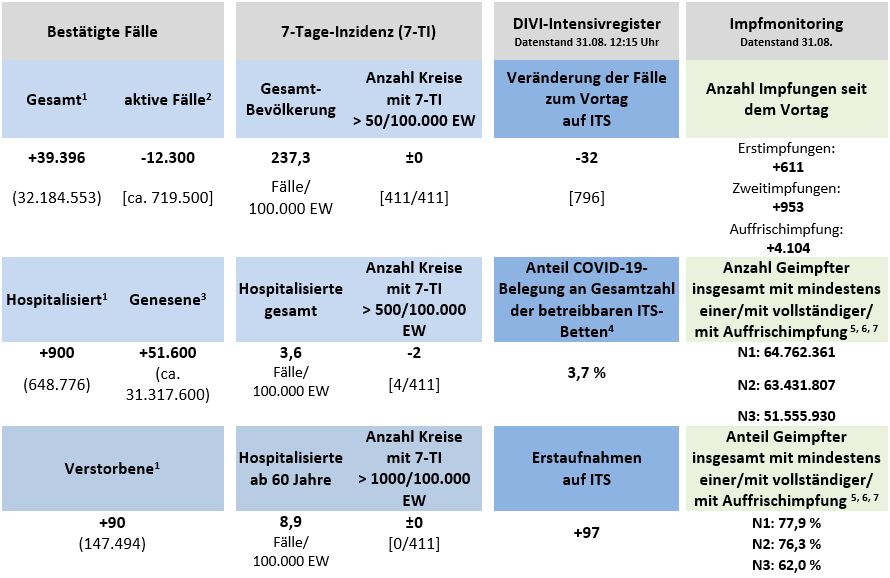 Bestätigte Fälle
7-Tage-Inzidenz (7-TI)
DIVI-Intensivregister
Datenstand 31.08. 12:15 Uhr
Impfmonitoring
Datenstand 31.08.
Gesamt¹
aktive Fälle²
Gesamt-
Bevölkerung
Anzahl Kreise
mit 7-TI
> 50/100.000 EW
Veränderung der Fälle
zum Vortag
auf ITS
Anzahl Impfungen seit
dem Vortag
+39.396
(32.184.553)
-12.300
[ca. 719.500]
237,3
Fälle/
100.000 EW
±0
[411/411]
-32
[796]
Erstimpfungen:
+611
Zweitimpfungen:
+953
Auffrischimpfung:
+4.104
Hospitalisiert¹
Genesene³
Hospitalisierte
gesamt
Anzahl Kreise
mit 7-TI
> 500/100.000
EW
Anteil COVID-19-
Belegung an Gesamtzahl
der betreibbaren ITS-
Betten⁴
Anzahl Geimpfter
insgesamt mit mindestens
einer/mit vollständiger/
mit Auffrischimpfung ⁵, ⁶, ⁷
+900
(648.776)
+51.600
(ca.
31.317.600)
3,6
Fälle/
100.000 EW
-2
[4/411]
3,7 %
N1: 64.762.361
N2: 63.431.807
N3: 51.555.930
Verstorbene¹
Hospitalisierte
ab 60 Jahre
Anzahl Kreise
mit 7-TI
> 1000/100.000
EW
Erstaufnahmen
auf ITS
Anteil Geimpfter
insgesamt mit mindestens
einer/mit vollständiger/
mit Auffrischimpfung ⁵, ⁶, ⁷
+90
(147.494)
8,9
Fälle/
100.000 EW
±0
[0/411]
+97
N1: 77,9 %
N2: 76,3 %
N3: 62,0 %